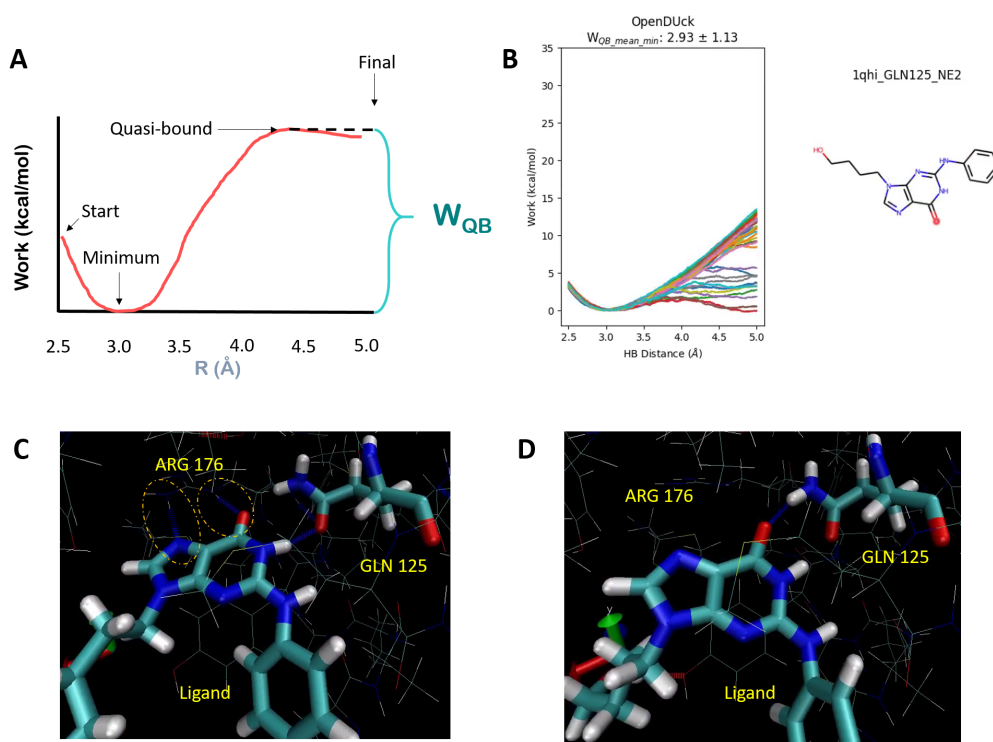 A
Final
Quasi-bound
Work (kcal/mol)
Start
Minimum
WQB
2.5 3.0 3.5 4.0 4.5 5.0
R (Å)
B
OpenDUck
WQB_mean_min: 2.93 ± 1.13
35
30
25
20
15
10
5
0
Work (kcal/mol)
2.5 3.0 3.5 4.0 4.5 5.0
HB Distance (Å)
1qhi_GLN125_NE2
HO
N
N
HN
N
N
NH
O
C
ARG 176
GLN 125
Ligand
D
ARG 176
GLN 125
Ligand